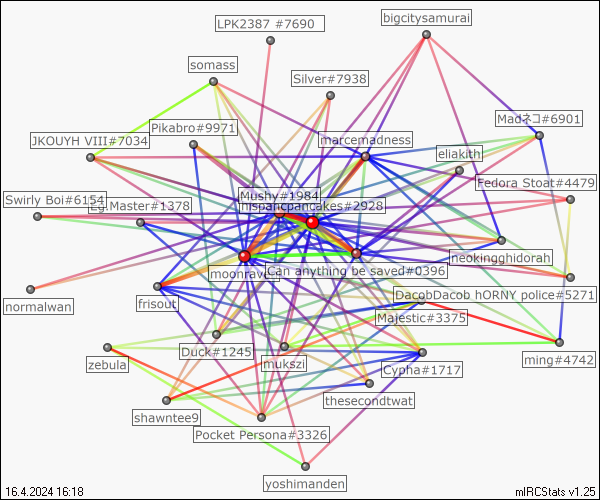 LPK2387 #7690
bigcitysamurai
somass
Silver#7938
Madネコ#6901
Pikabro#9971
JKOUYH VIII#7034
marcemadness
eliakith
Fedora Stoat#4479
Mushy#1984
Swirly Boi#6154
Eg.Master#1378
hispanicpancakes#2928
neokingghidorah
moonrave
Can anything be saved#0396
normalwan
frisout
DacobDacob hORNY police#5271
Majestic#3375
Duck#1245
mukszi
ming#4742
zebula
Cypha#1717
thesecondtwat
shawntee9
Pocket Persona#3326
yoshimanden
16.4.2024 16:18
mIRCStats v1.25